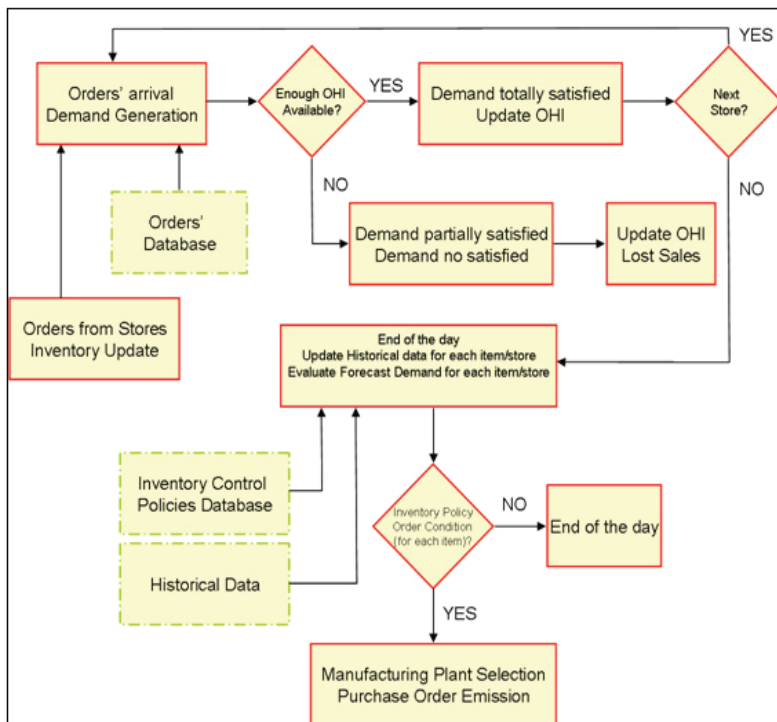 YES
Orders' arrival
Demand Generation
Enough OHI
Available?
YES
Demand totally satisfied
Update OHI
Next
Store?
NO
NO
Orders'
Database
Demand partially satisfied
Demand no satisfied
Update OHI
Lost Sales
Orders from Stores
Inventory Update
End of the day
Update Historical data for each item/store
Evaluate Forecast Demand for each item/store
Inventory Control
Policies Database
Inventory Policy
Order Condition
(for each item)?
NO
End of the day
Historical Data
YES
Manufacturing Plant Selection
Purchase Order Emission